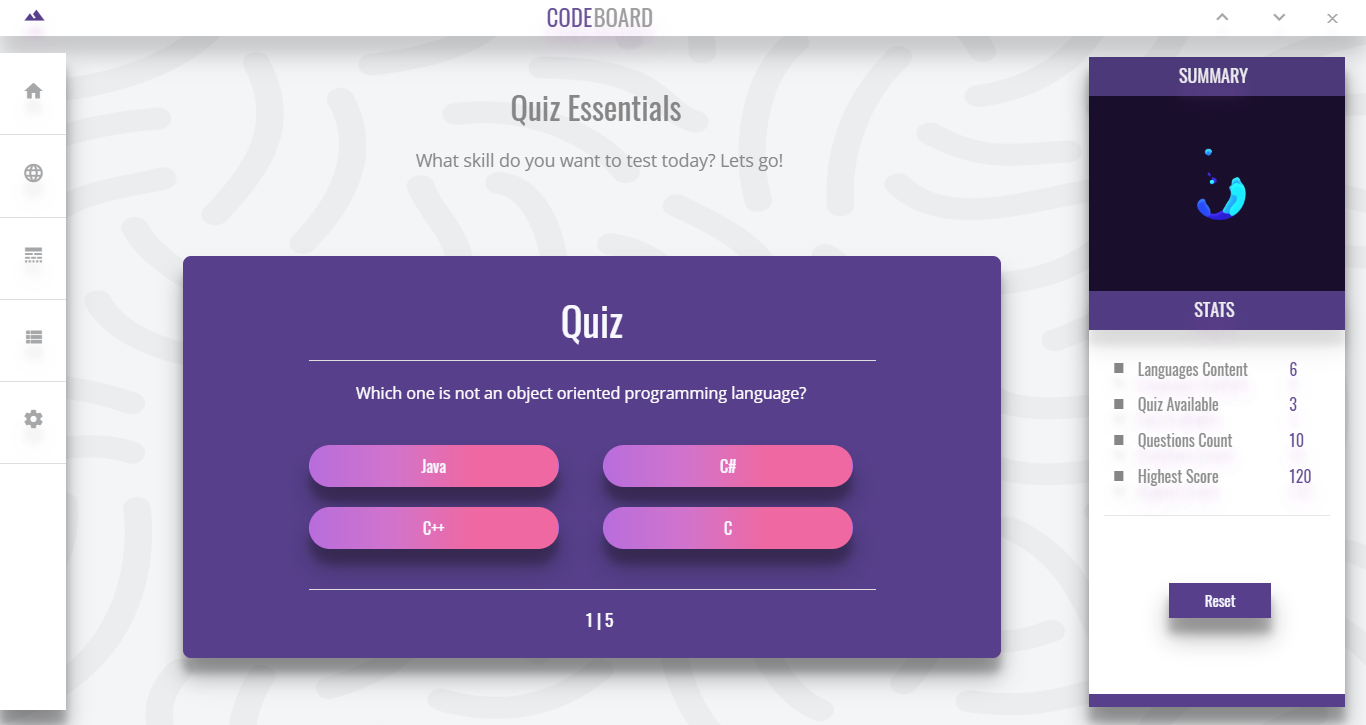 CODEBOARD
Quiz Essentials
What skill do you want to test today? Lets go!
Quiz
Which one is not an object oriented programming language?
Java
C#
C++
C
1 | 5
SUMMARY
STATS
Languages Content 6
Quiz Available 3
Questions Count 10
Highest Score 120
Reset